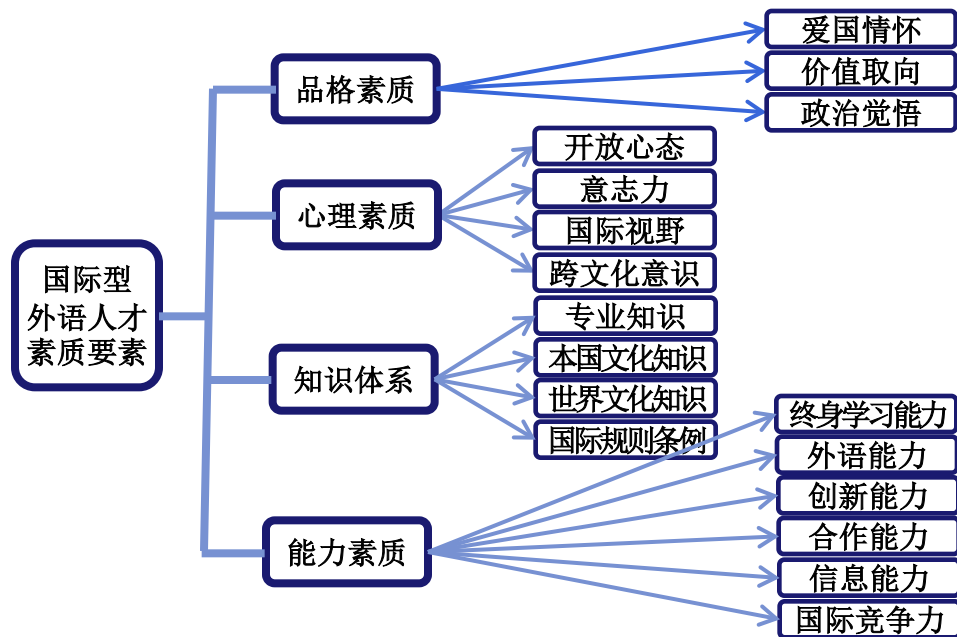 国际型
外语人才
素质要素
品格素质
爱国情怀
价值取向
政治觉悟
心理素质
开放心态
意志力
国际视野
跨文化意识
知识体系
专业知识
本国文化知识
世界文化知识
国际规则条例
能力素质
终身学习能力
外语能力
创新能力
合作能力
信息能力
国际竞争力